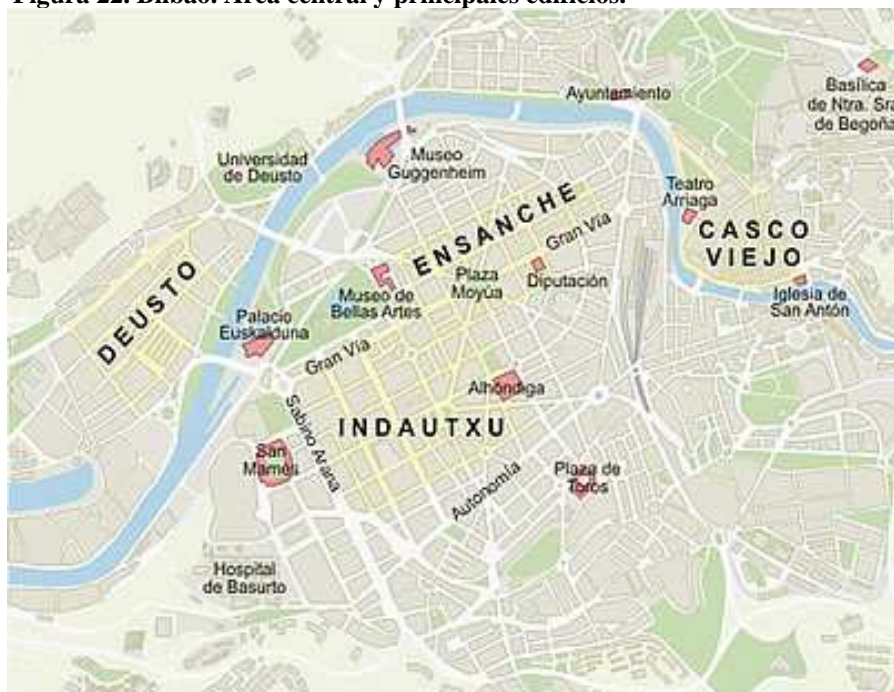 Figura 22. Bilbao. Área central y principales edificios.
Ayuntamiento
Basílica
de Ntra. Sra
de Begoña
Universidad
de Deusto
Museo
Guggenheim
Teatro
Arriaga
CASCO
VIEJO
ENSANCHE
Gran Vía
Plaza
Moyúa
Diputación
Iglesia de
San Antón
DEUSTO
Museo de
Bellas Artes
Palacio
Euskalduna
Gran Vía
Alhóndiga
Sabino Arana
INDAUTXU
San
Mamés
Autonomía
Plaza de
Toros
Hospital
de Basurto